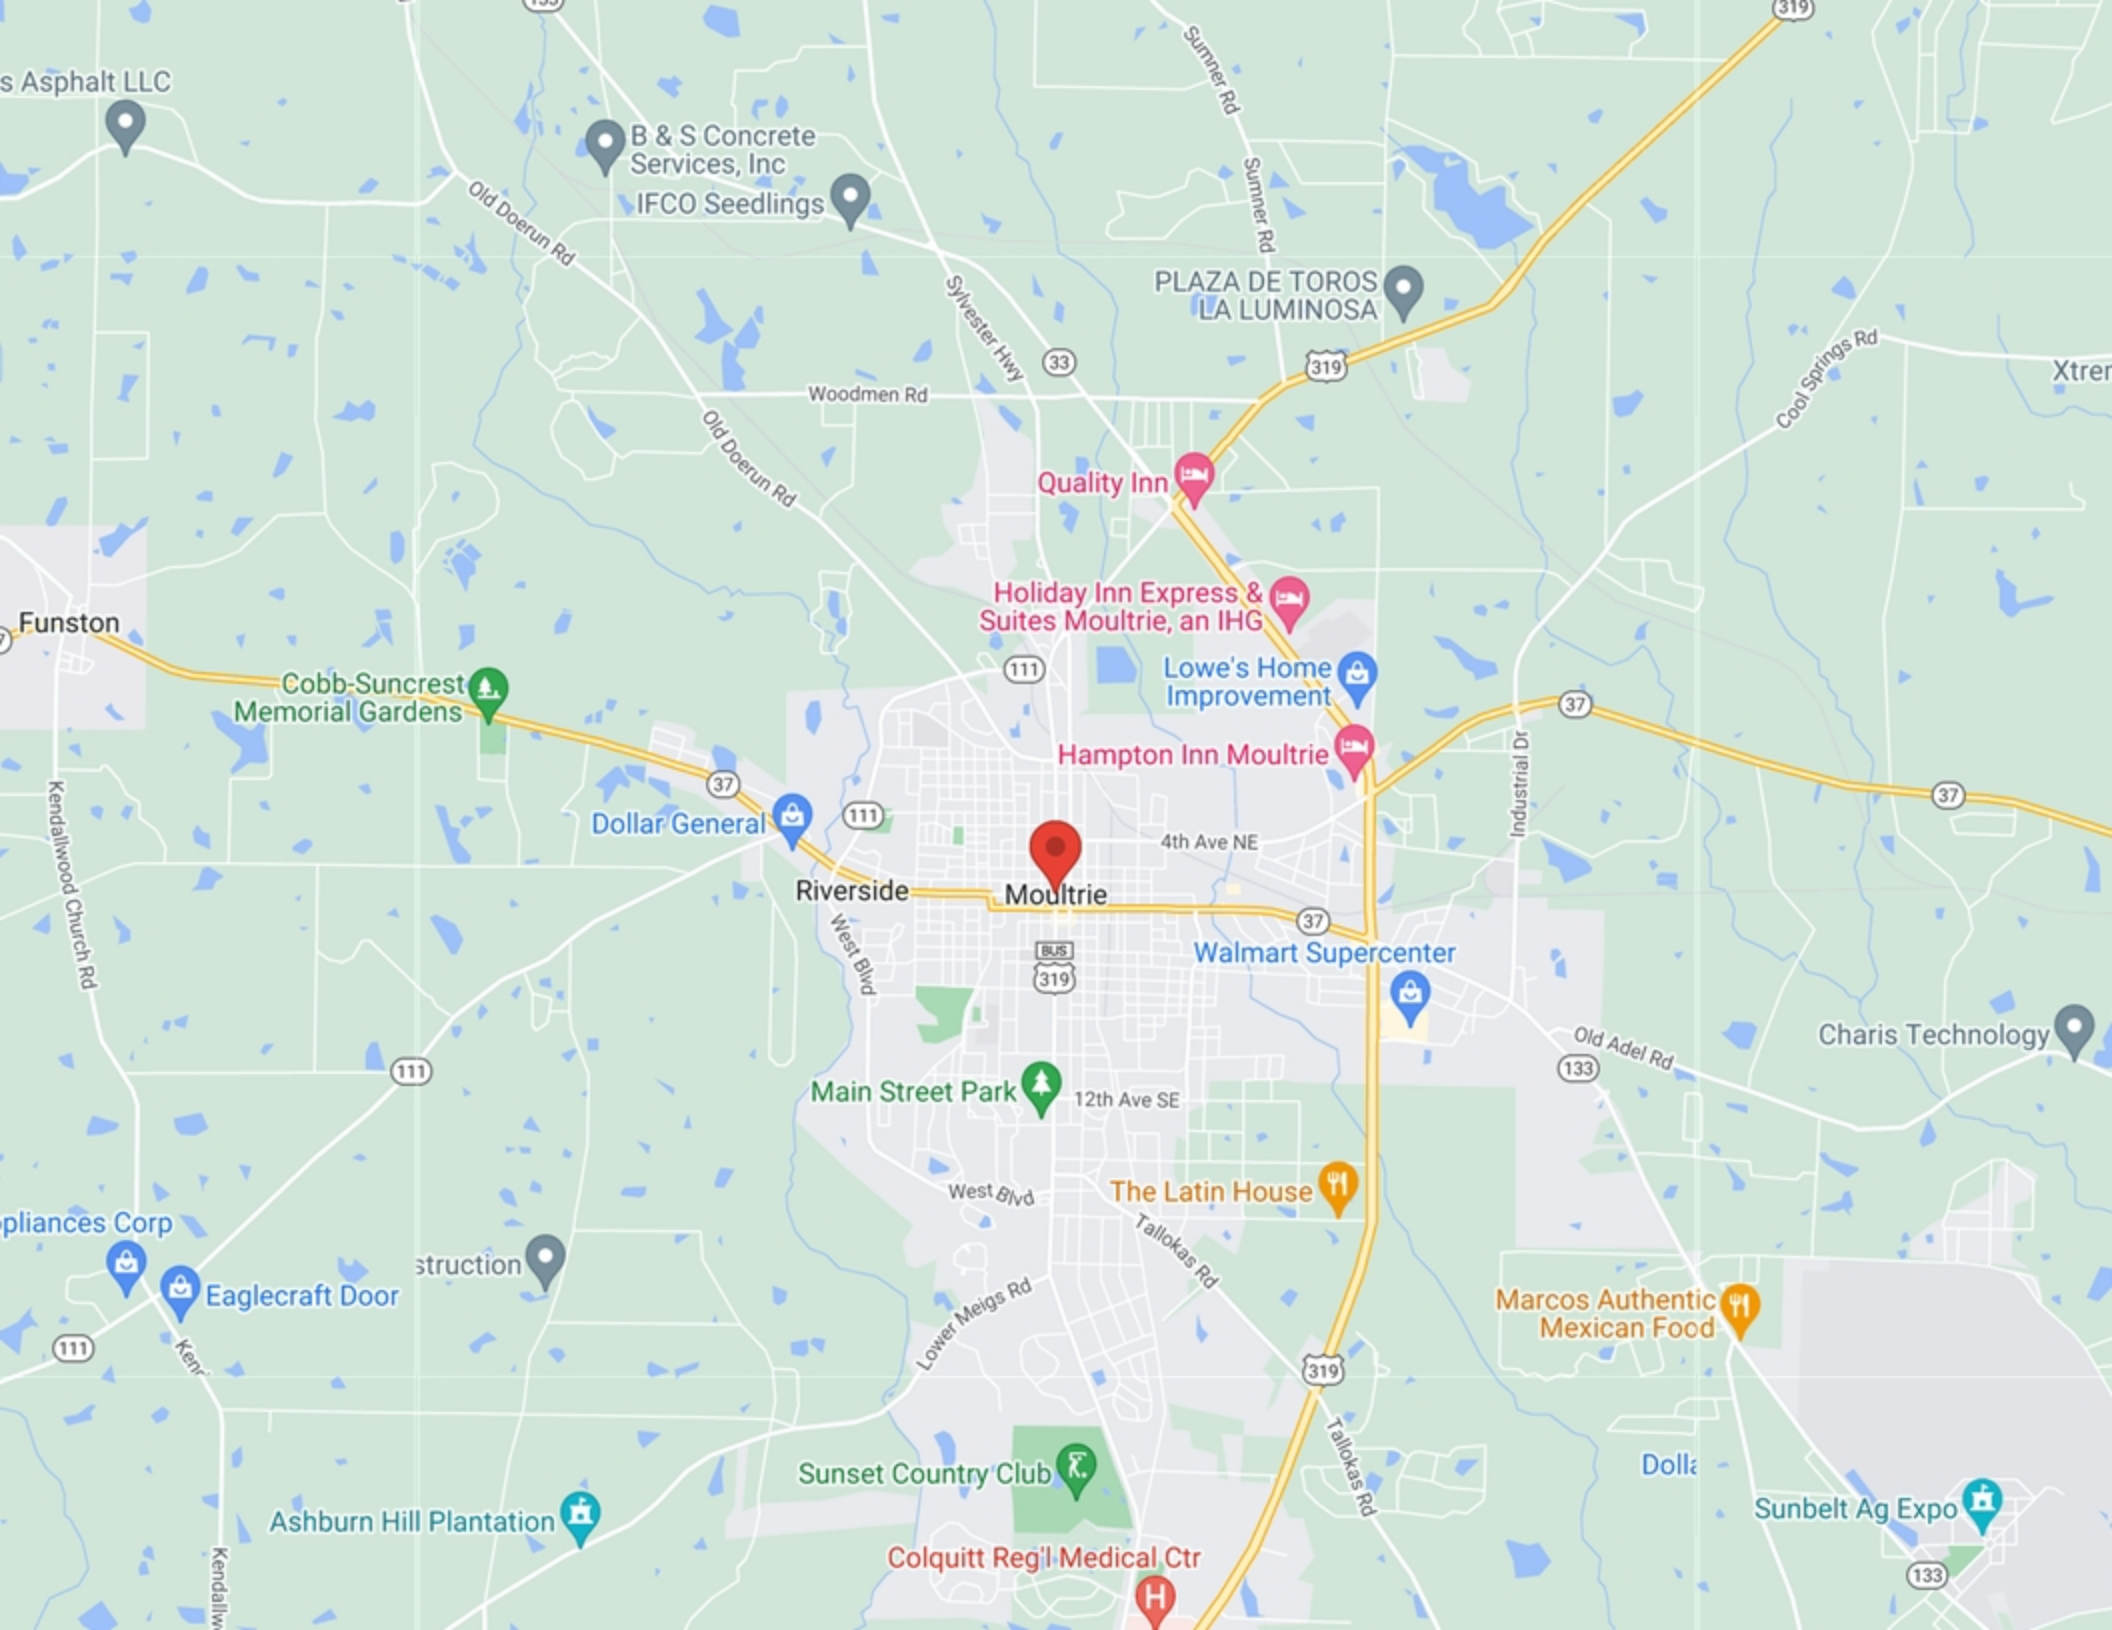 133
319
s Asphalt LLC
Sumner Rd
B & S Concrete
Services, Inc
IFCO Seedlings
Old Doerun Rd
Sumner Rd
PLAZA DE TOROS
LA LUMINOSA
Sylvester Hwy
33
319
Cool Springs Rd
Xtrer
Woodmen Rd
Old Doerun Rd
Quality Inn
Holiday Inn Express &
Suites Moultrie, an IHG
Funston
7
111
Lowe's Home
Improvement
Cobb-Suncrest
Memorial Gardens
37
Industrial Dr
Hampton Inn Moultrie
37
37
Kendallwood Church Rd
Dollar General
111
4th Ave NE
Riverside
Moultrie
37
West Blvd
BUS
319
Walmart Supercenter
Charis Technology
Old Adel Rd
133
111
Main Street Park
12th Ave SE
West Blvd
The Latin House
Tallokas Rd
ppliances Corp
struction
Eaglecraft Door
Lower Meigs Rd
Marcos Authentic
Mexican Food
111
Kend
319
Tallokas Rd
Dolla
Sunset Country Club
Sunbelt Ag Expo
Ashburn Hill Plantation
Colquitt Reg'l Medical Ctr
H
133
Kendallw